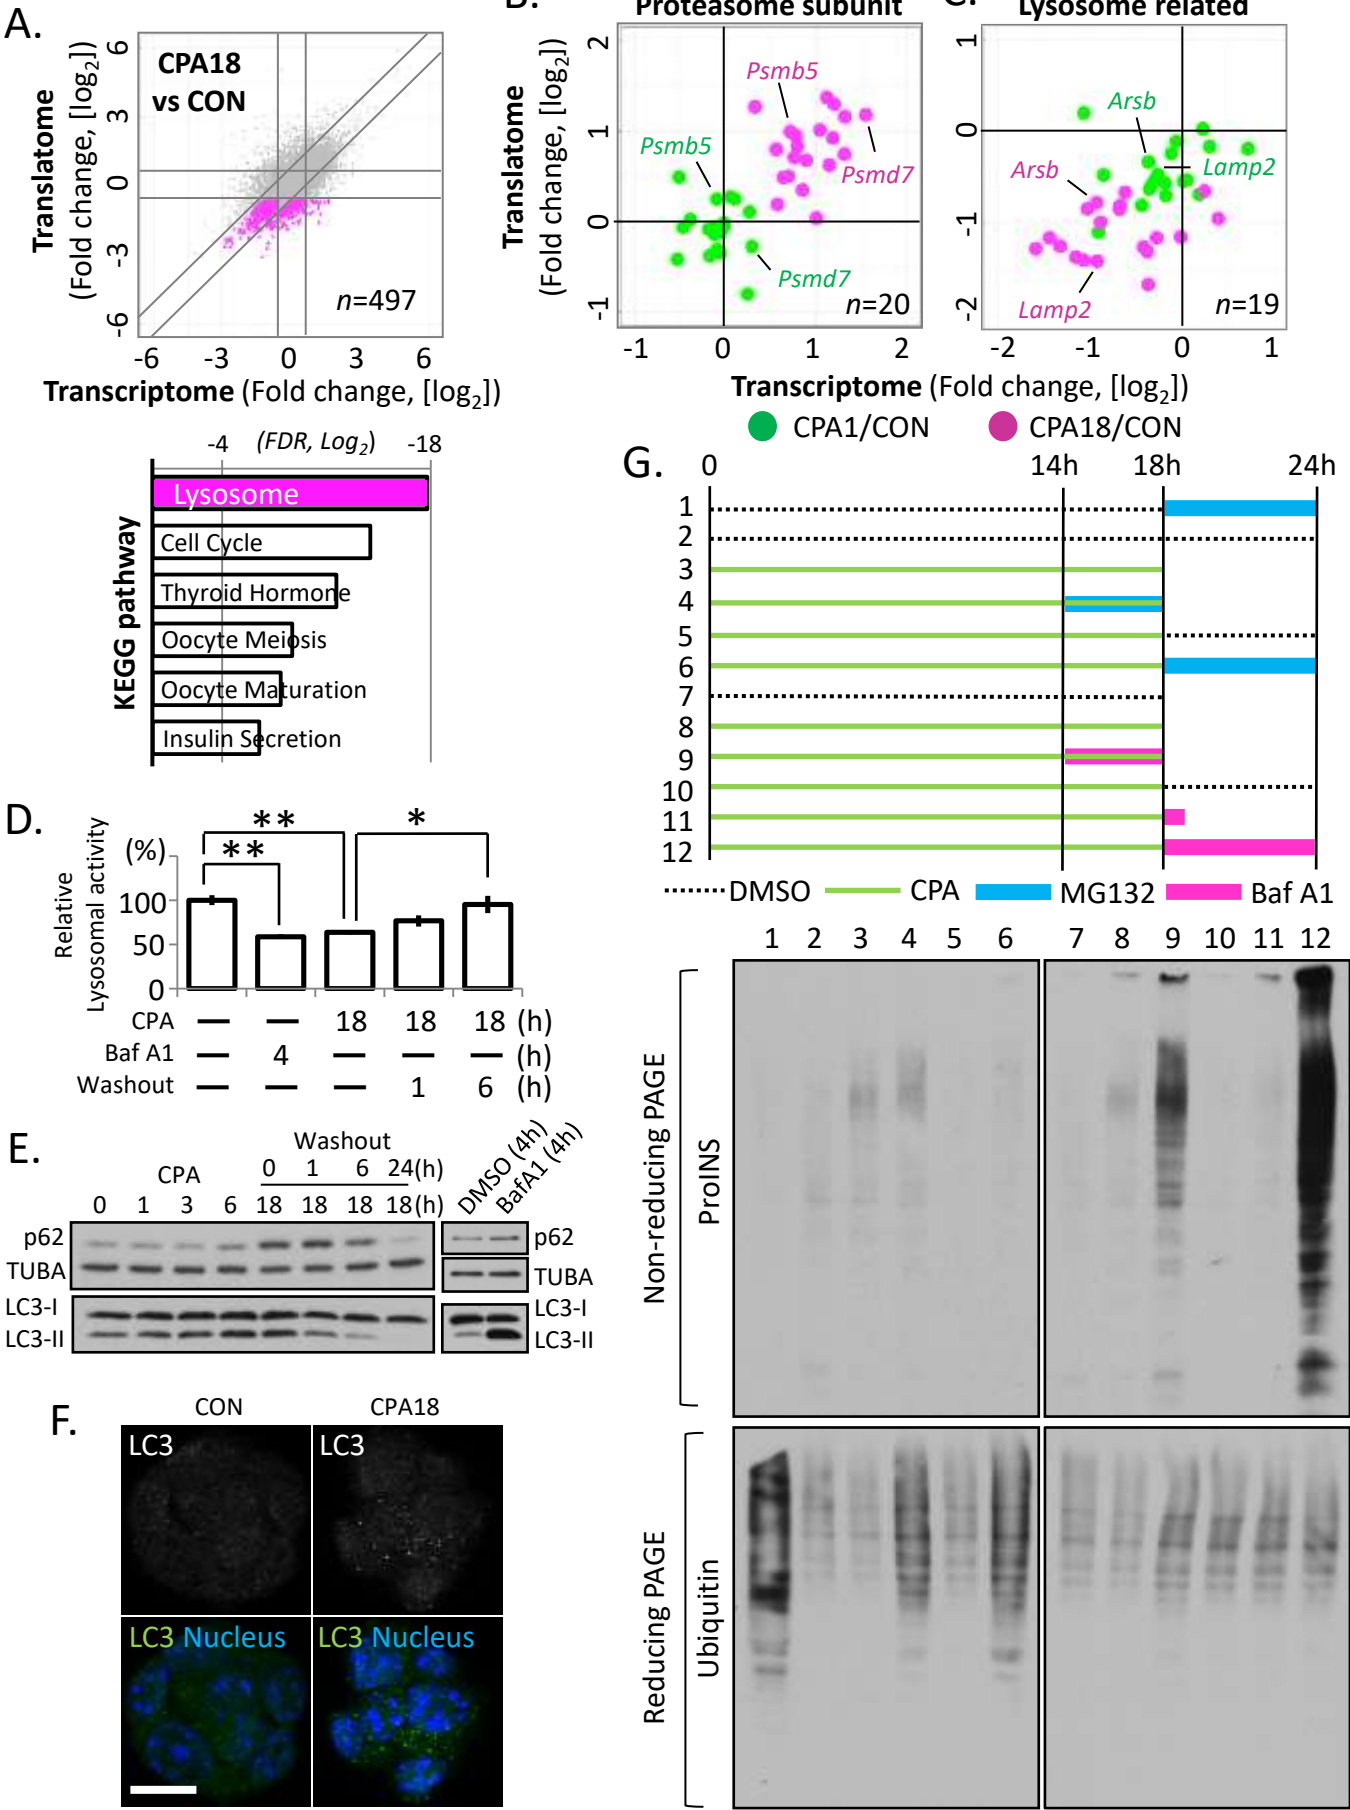 A.
CPA18
vs CON
n=497
Translatome
(Fold change, [log2])
6
3
0
-3
-6
-6 -3 0 3 6
Transcriptome (Fold change, [log2])
-4 (FDR, Log2) -18
KEGG pathway
Lysosome
Cell Cycle
Thyroid Hormone
Oocyte Meiosis
Oocyte Maturation
Insulin Secretion
B.
Proteasome subunit
Translatome
(Fold change, [log2])
2
1
0
-1
Psmb5
Psmb5
Psmd7
Psmd7
n=20
-1 0 1 2
C.
Lysosome related
1
0
-1
-2
Arsb
Arsb
Lamp2
Lamp2
n=19
-2 -1 0 1
Transcriptome (Fold change, [log2])
CPA1/CON CPA18/CON
D.
Relative
Lysosomal activity
(%)
100
50
0
** ** *
CPA — — 18 18 18 (h)
Baf A1 — 4 — — — (h)
Washout — — — 1 6 (h)
E.
Washout
CPA 0 1 6 24(h)
0 1 3 6 18 18 18 18(h)
DMSO (4h)
BafA1 (4h)
p62 p62
TUBA TUBA
LC3-I LC3-I
LC3-II LC3-II
F.
CON CPA18
LC3 LC3
LC3 Nucleus LC3 Nucleus
G.
0 14h 18h 24h
1
2
3
4
5
6
7
8
9
10
11
12
DMSO CPA MG132 Baf A1
1 2 3 4 5 6 7 8 9 10 11 12
Non-reducing PAGE
ProINS
Reducing PAGE
Ubiquitin